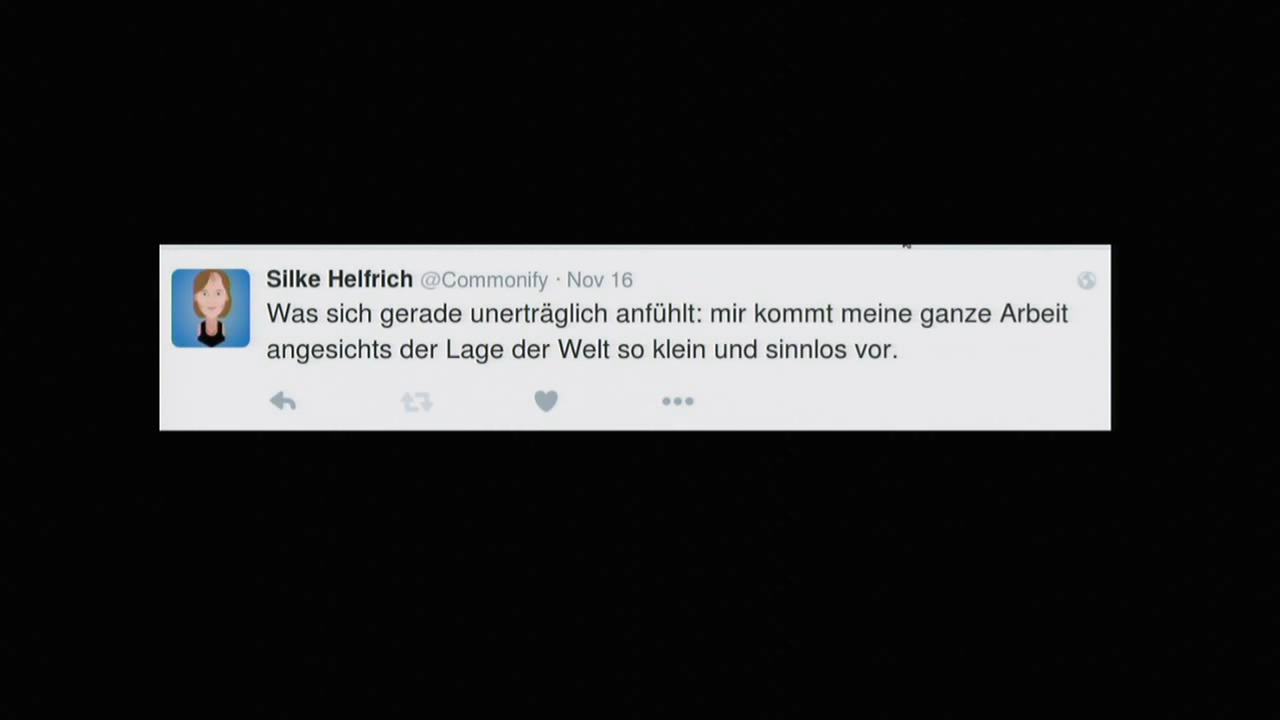 Silke Helfrich @Commonify · Nov 16
Was sich gerade unerträglich anfühlt: mir kommt meine ganze Arbeit
angesichts der Lage der Welt so klein und sinnlos vor.